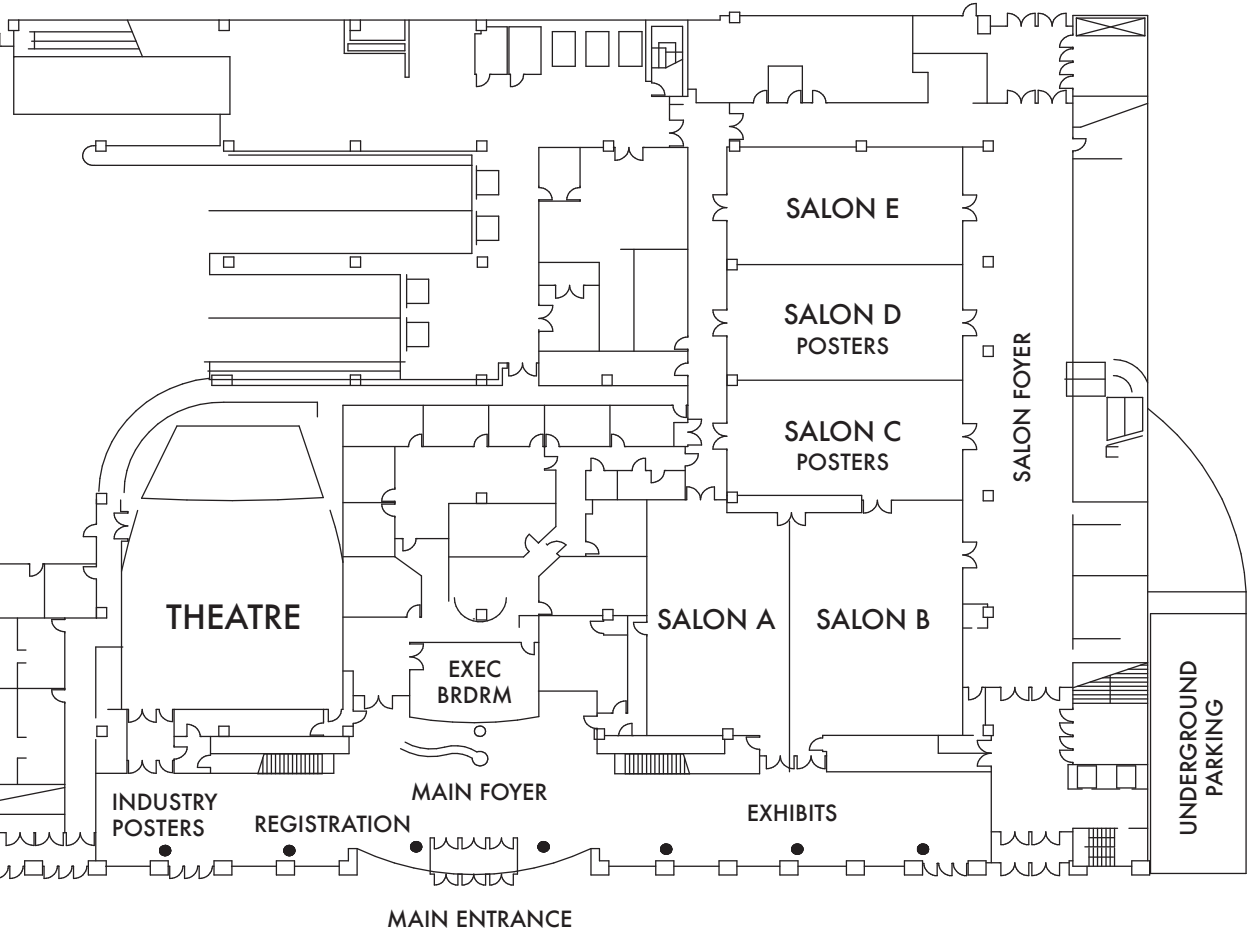 SALON E
SALON D
POSTERS
SALON C
POSTERS
SALON FOYER
THEATRE
SALON A
SALON B
EXEC
BRDRM
UNDERGROUND
PARKING
MAIN FOYER
INDUSTRY
POSTERS
REGISTRATION
EXHIBITS
MAIN ENTRANCE